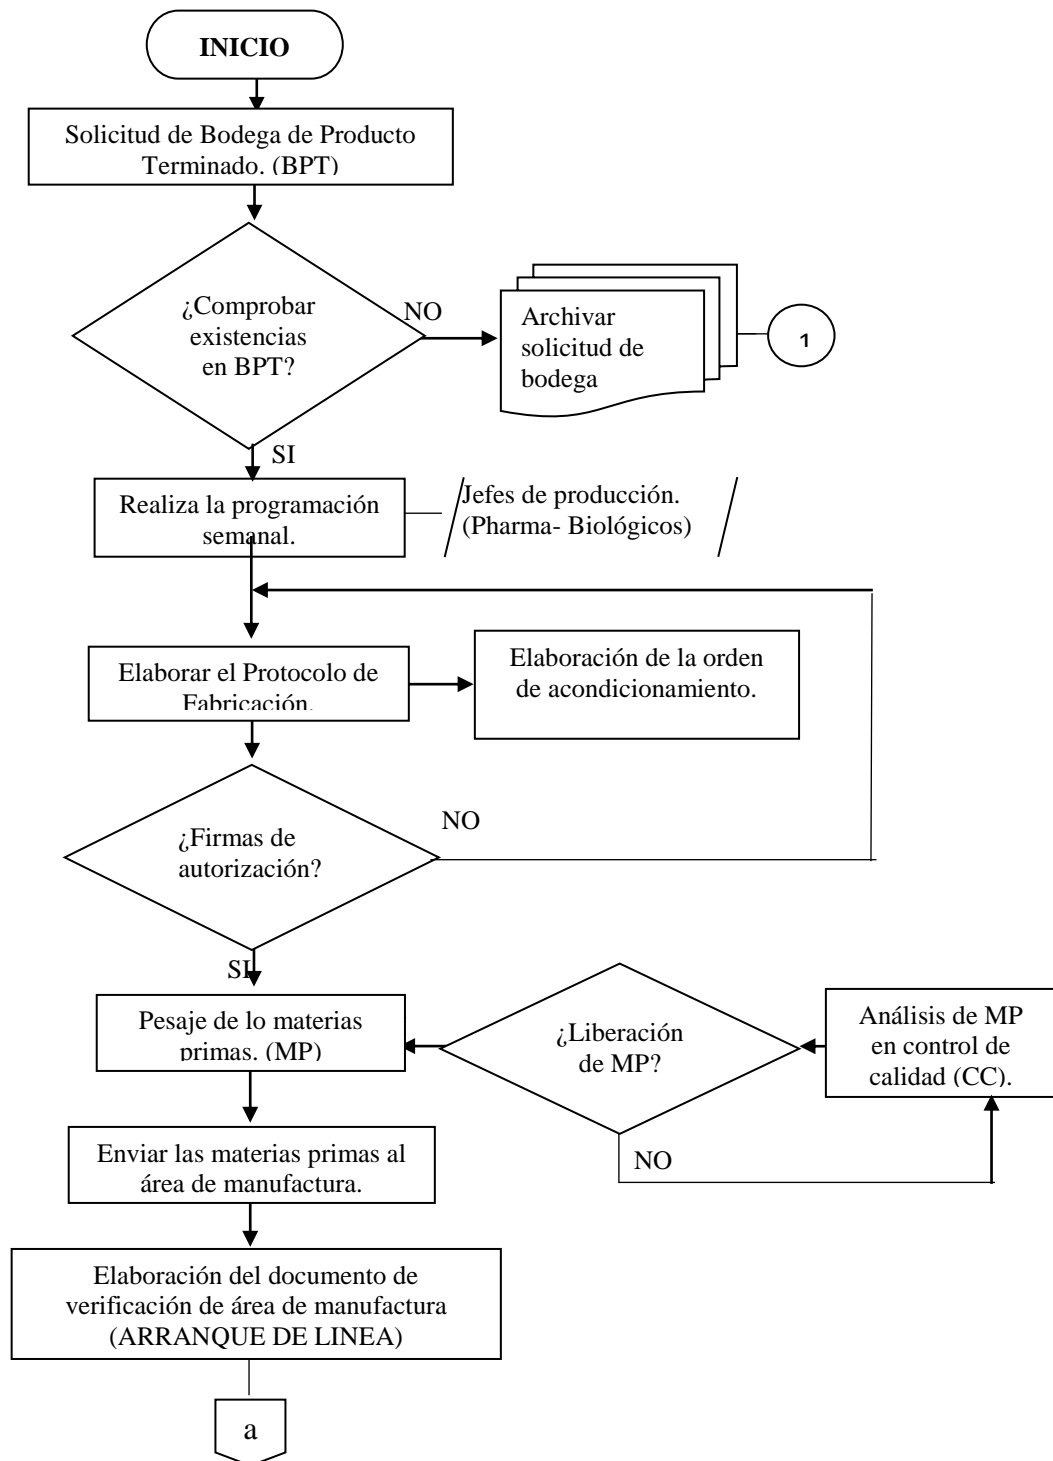 INICIO
Solicitud de Bodega de Producto
Terminado. (BPT)
¿Comprobar
existencias
en BPT?
NO
Archivar
solicitud de
bodega
1
SI
Realiza la programación
semanal.
Jefes de producción.
(Pharma- Biológicos)
Elaborar el Protocolo de
Fabricación.
Elaboración de la orden
de acondicionamiento.
¿Firmas de
autorización?
NO
SI
Pesaje de lo materias
primas. (MP)
¿Liberación
de MP?
Análisis de MP
en control de
calidad (CC).
NO
Enviar las materias primas al
área de manufactura.
Elaboración del documento de
verificación de área de manufactura
(ARRANQUE DE LINEA)
a